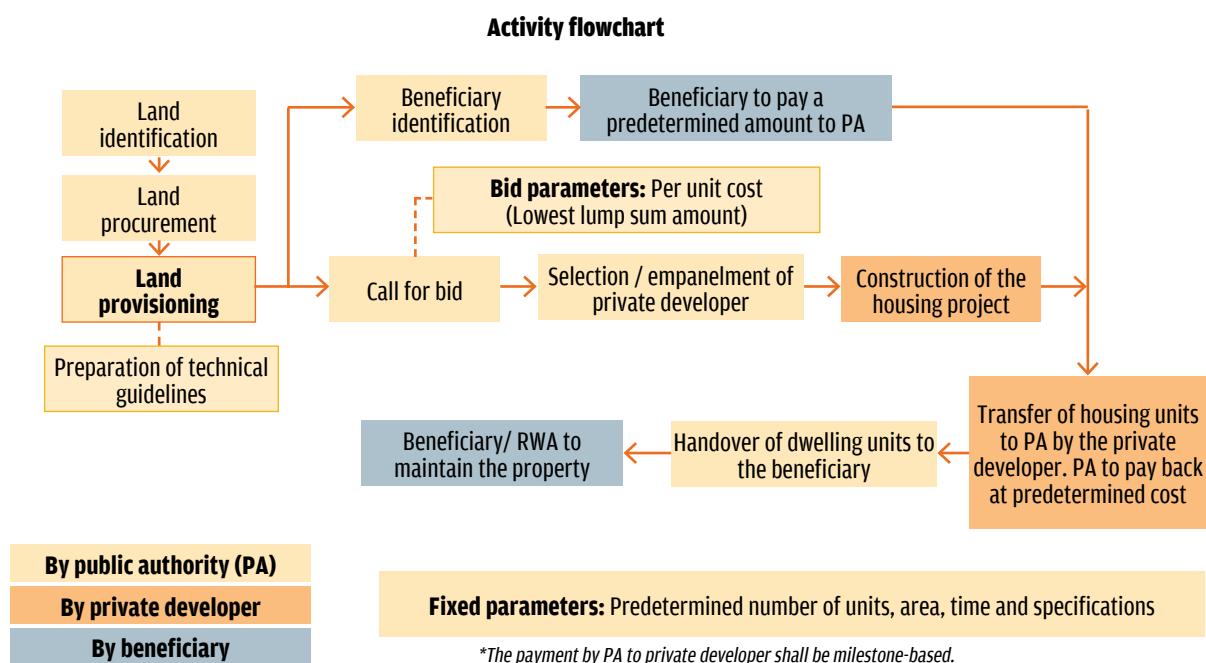 Activity flowchart
Land
identification
Land
procurement
Land
provisioning
Preparation of technical
guidelines
Beneficiary
identification
Beneficiary to pay a
predetermined amount to PA
Bid parameters: Per unit cost
(Lowest lump sum amount)
Call for bid
Selection / empanelment of
private developer
Construction of the
housing project
Transfer of housing units
to PA by the private
developer. PA to pay back
at predetermined cost
Handover of dwelling units to
the beneficiary
Beneficiary/ RWA to
maintain the property
By public authority (PA)
By private developer
By beneficiary
Fixed parameters: Predetermined number of units, area, time and specifications
*The payment by PA to private developer shall be milestone-based.